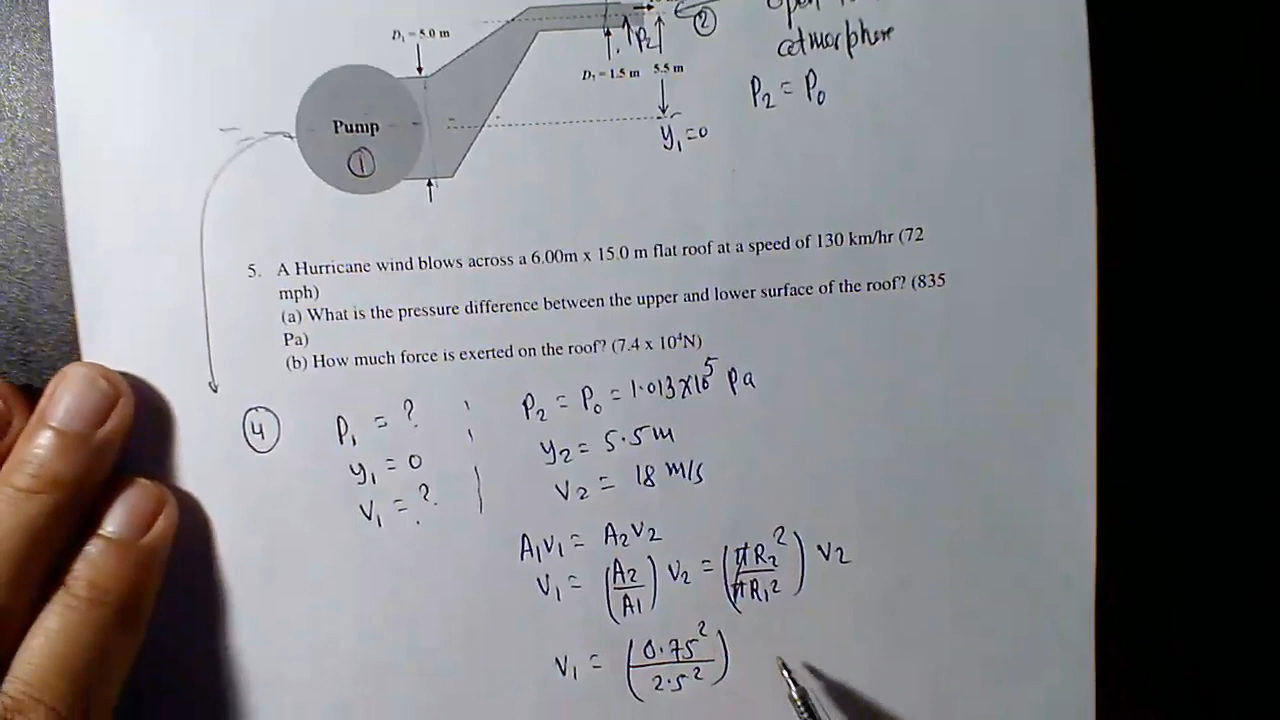 D₁ = 5.0 m
②
atmosphere
P₂
D₂ = 1.5 m 5.5 m
P₂ = P₀
Pump
①
y₁=0
5. A Hurricane wind blows across a 6.00m x 15.0 m flat roof at a speed of 130 km/hr (72
mph)
(a) What is the pressure difference between the upper and lower surface of the roof? (835
Pa)
(b) How much force is exerted on the roof? (7.4 x 10⁴N)
④
P₁ = ?
y₁ = 0
v₁ = ?
P₂ = P₀ = 1.013×10⁵ Pa
y₂ = 5.5m
v₂ = 18 m/s
A₁v₁ = A₂v₂
v₁ = (A₂/A₁) v₂ = (πR₂²/πR₁²) v₂
v₁ = (0.75²/2.5²)